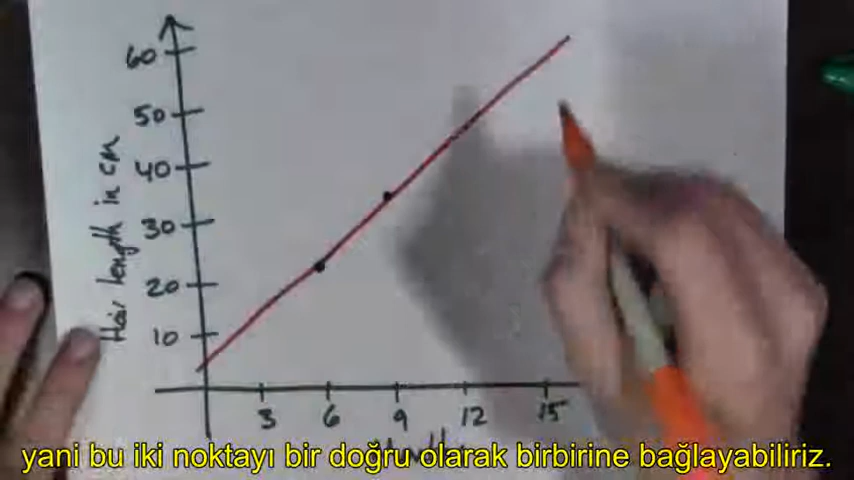 60
50
40
30
20
10
Hair length in cm
3 6 9 12 15
yani bu iki noktayı bir doğru olarak birbirine bağlayabiliriz.